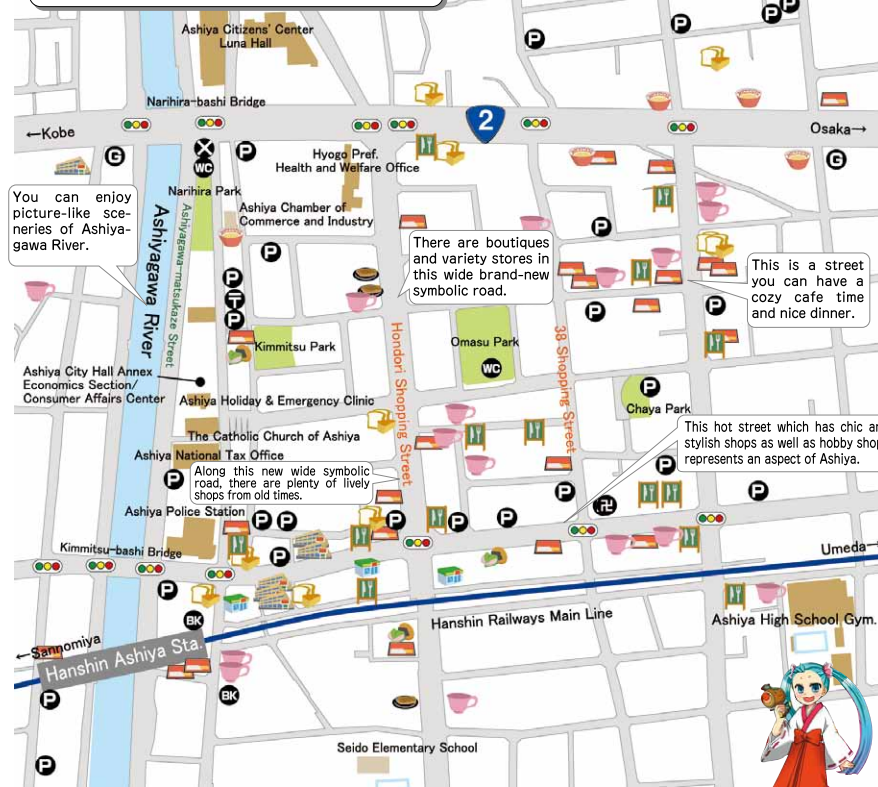 Ashiya Citizens' Center
Luna Hall
P
P
P
P
Narihira-bashi Bridge
2
←Kobe
Osaka→
G
WC
P
Hyogo Pref.
Health and Welfare Office
G
Narihira Park
You can enjoy
picture-like sce-
neries of Ashiya-
gawa River.
Ashiyagawa River
Ashiyagawa-matsukaze Street
Ashiya Chamber of
Commerce and Industry
P
P
There are boutiques
and variety stores in
this wide brand-new
symbolic road.
This is a street
you can have a
cozy cafe time
and nice dinner.
P
〒
P
P
P
Kimmitsu Park
Hondori Shopping Street
Omasu Park
WC
38 Shopping Street
Ashiya City Hall Annex
Economics Section/
Consumer Affairs Center
Ashiya Holiday & Emergency Clinic
P
Chaya Park
The Catholic Church of Ashiya
Ashiya National Tax Office
This hot street which has chic an
stylish shops as well as hobby shop
represents an aspect of Ashiya.
Along this new wide symbolic
road, there are plenty of lively
shops from old times.
P
P
P
P
卍
Ashiya Police Station
P
P
P
P
P
Kimmitsu-bashi Bridge
P
Umeda→
P
BK
Hanshin Railways Main Line
Ashiya High School Gym.
←Sannomiya
Hanshin Ashiya Sta.
BK
P
Seido Elementary School
P